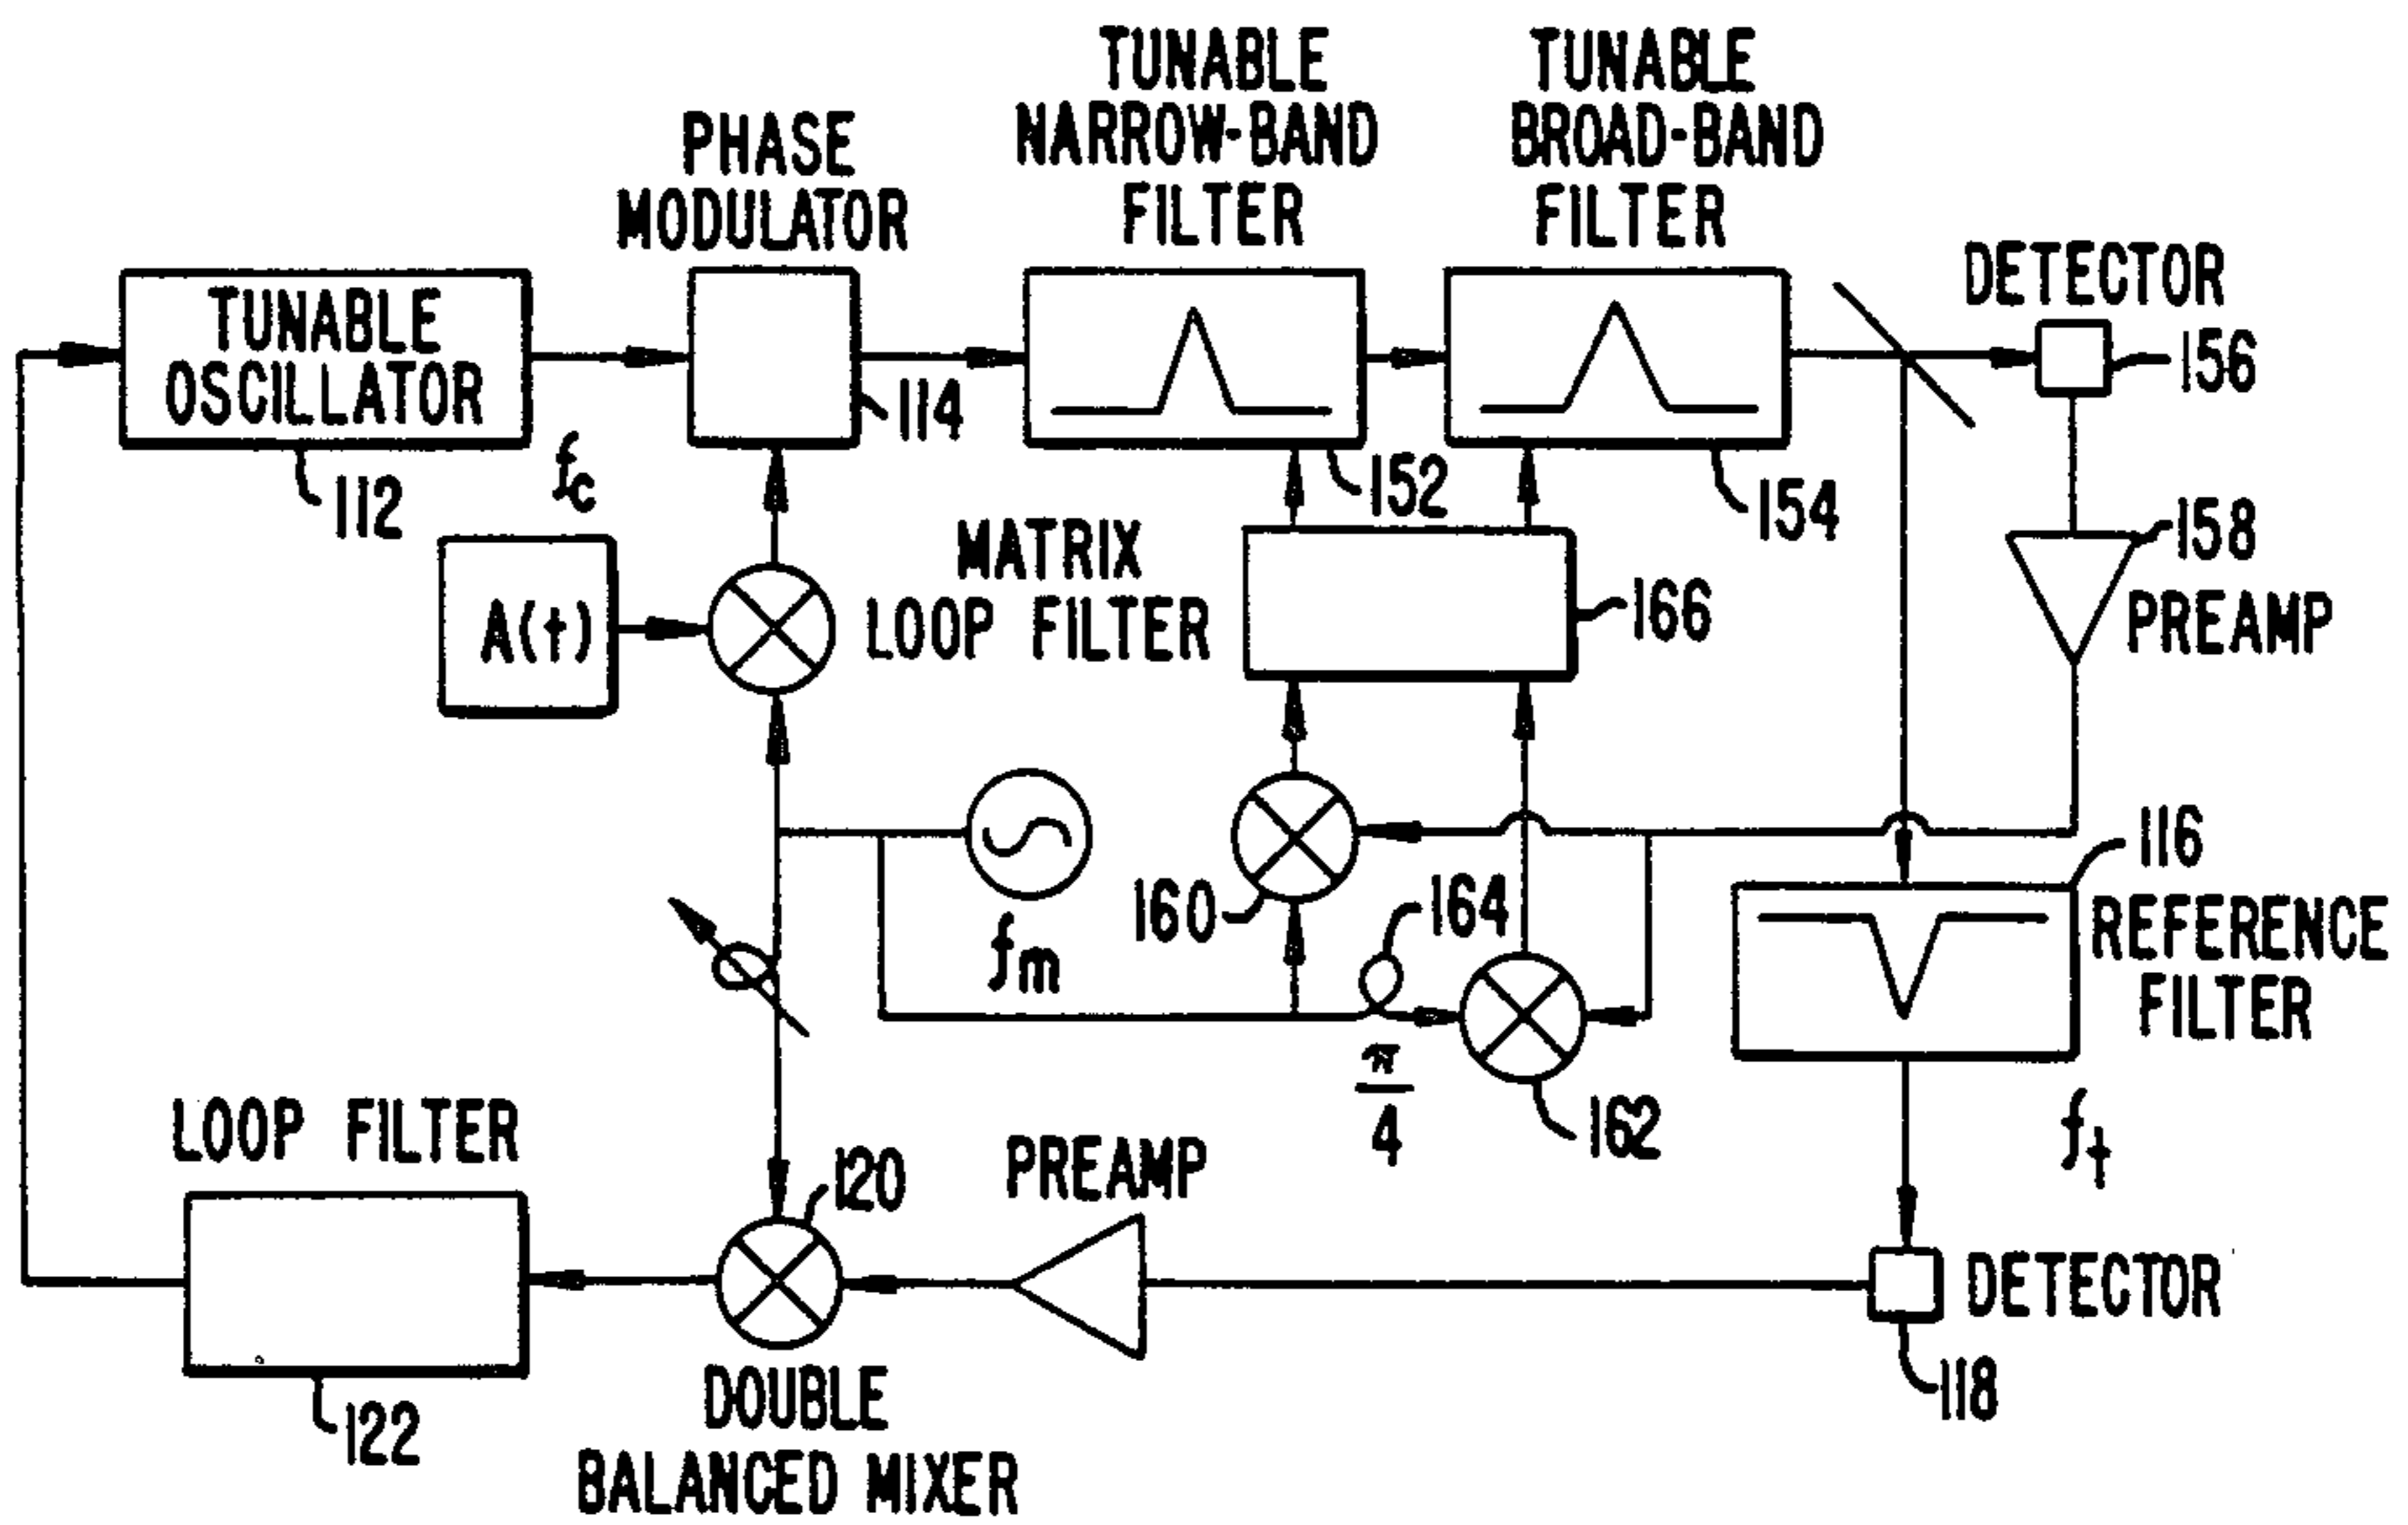 TUNABLE
NARROW-BAND
FILTER
TUNABLE
BROAD-BAND
FILTER
PHASE
MODULATOR
DETECTOR
TUNABLE
OSCILLATOR
156
114
112
fc
152
154
158
PREAMP
A(t)
MATRIX
LOOP FILTER
166
fm
160
164
116
REFERENCE
FILTER
π
4
162
ft
LOOP FILTER
120
PREAMP
DETECTOR
118
122
DOUBLE
BALANCED MIXER